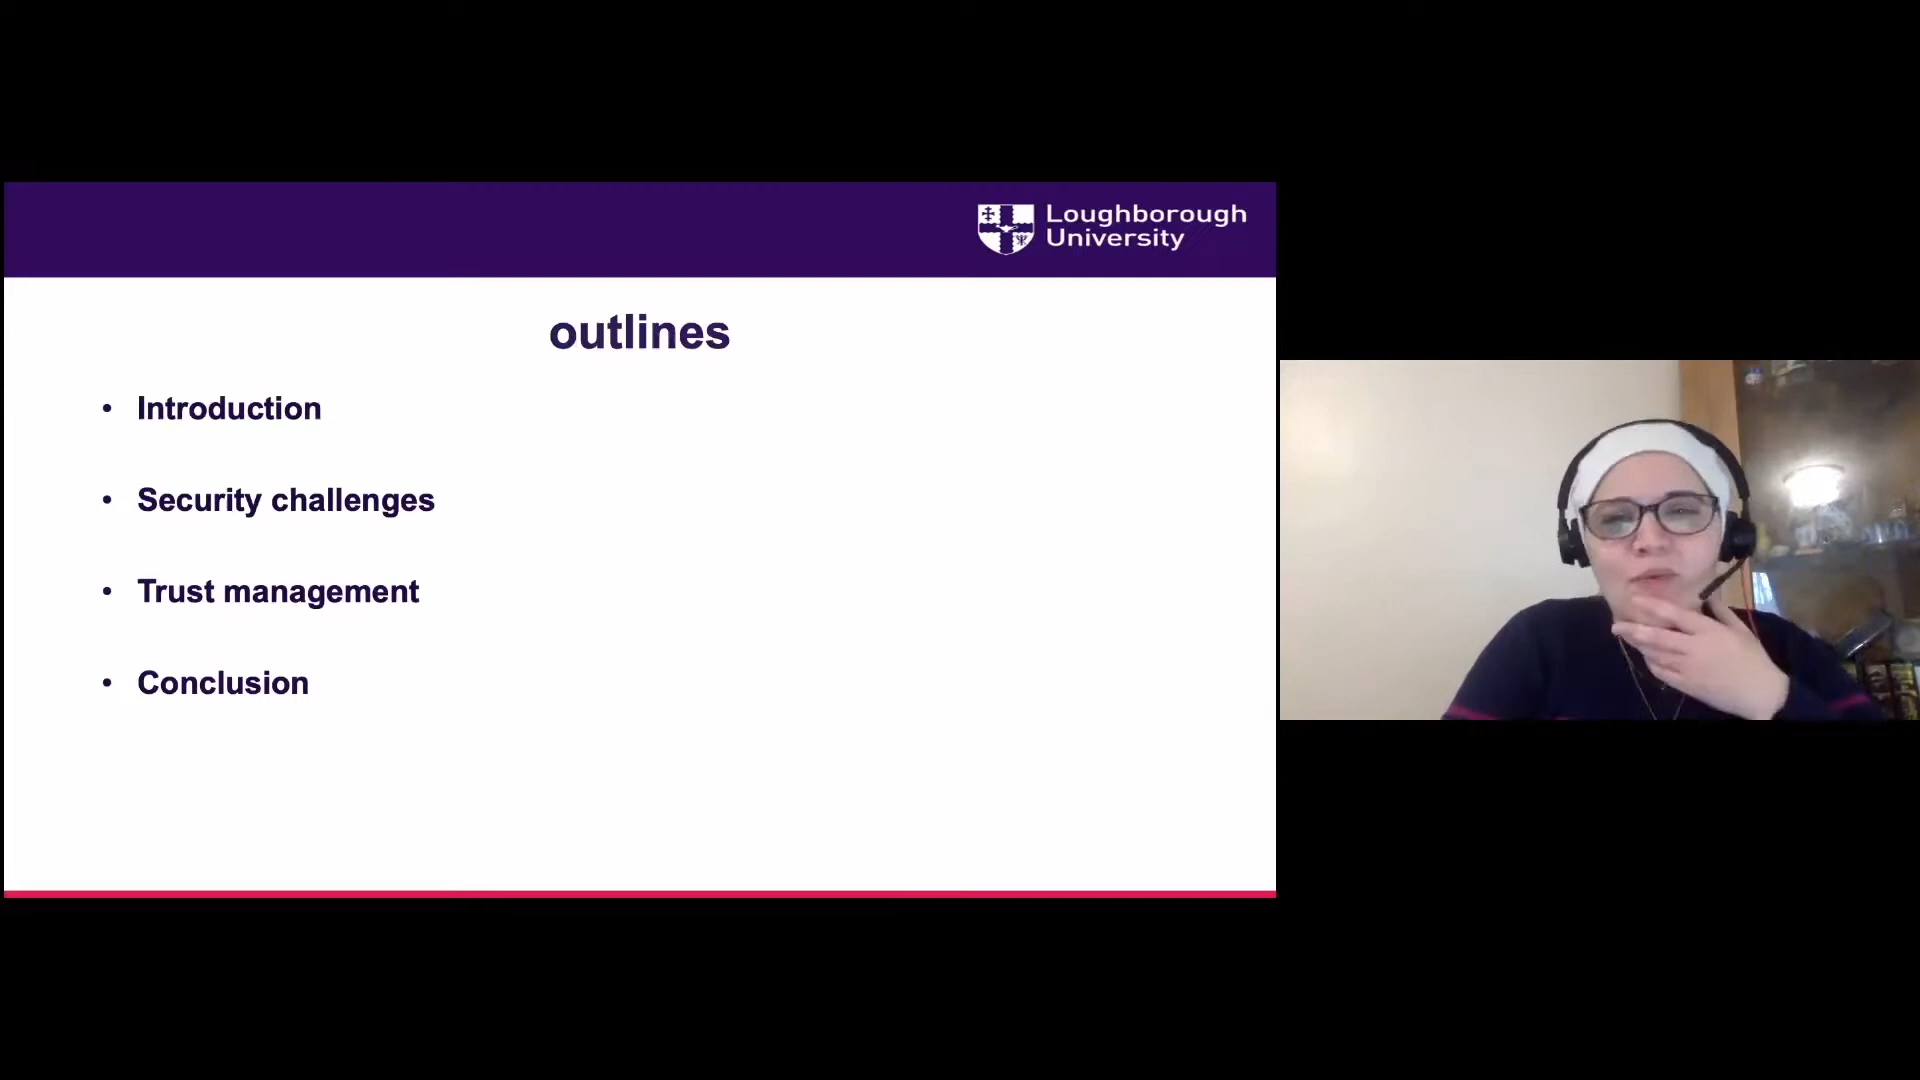 Loughborough
University
outlines
• Introduction
• Security challenges
• Trust management
• Conclusion